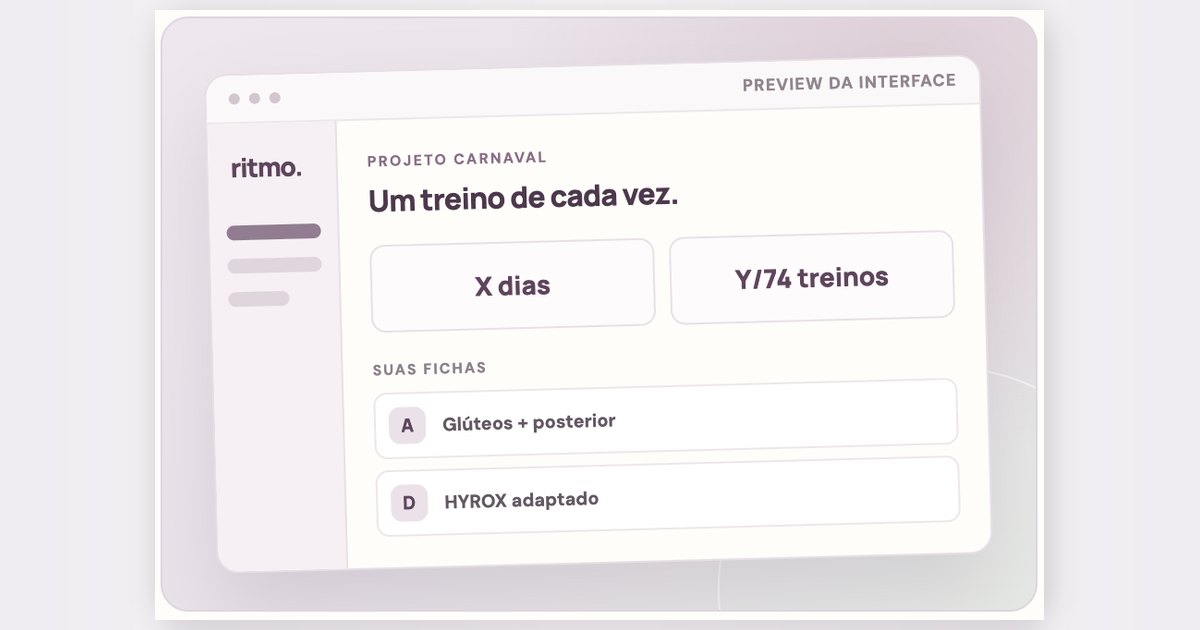 PREVIEW DA INTERFACE
ritmo.
PROJETO CARNAVAL
Um treino de cada vez.
X dias
Y/74 treinos
SUAS FICHAS
A Glúteos + posterior
D HYROX adaptado